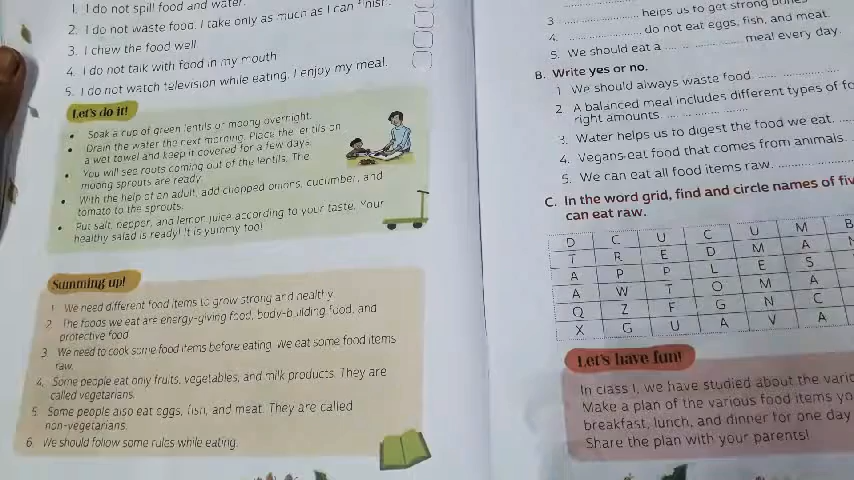 1. I do not spill food and water.
2. I do not waste food. I take only as much as I can finish.
3. I chew the food well
4. I do not talk with food in my mouth
5. I do not watch television while eating. I enjoy my meal.
Let's do it!
• Soak a cup of green lentils or moong overnight.
• Drain the water the next morning. Place the lentils on
a wet towel and keep it covered for a few days.
• You will see roots coming out of the lentils. The
moong sprouts are ready.
• With the help of an adult, add chopped onions, cucumber, and
tomato to the sprouts.
• Put salt, pepper, and lemon juice according to your taste. Your
healthy salad is ready! It is yummy too!
Summing up!
1 We need different food items to grow strong and healthy
2 The foods we eat are energy-giving food, body-building food, and
protective food
3 We need to cook some food items before eating. We eat some food items
raw.
4. Some people eat only fruits, vegetables, and milk products. They are
called vegetarians.
5 Some people also eat eggs, fish, and meat. They are called
non-vegetarians.
6. We should follow some rules while eating.
3 helps us to get strong bones
4. do not eat eggs, fish, and meat.
5. We should eat a meal every day.
B. Write yes or no.
1 We should always waste food.
2 A balanced meal includes different types of
right amounts.
3. Water helps us to digest the food we eat.
4. Vegans eat food that comes from animals.
5. We can eat all food items raw.
C. In the word grid, find and circle names of
can eat raw.
D C U C U M B
T R E D M A
A P P L E S
A W T O M A
Q Z F G N C
X G U A V A
Let's have fun!
In class I, we have studied about the
Make a plan of the various food items
breakfast, lunch, and dinner for one day
Share the plan with your parents!